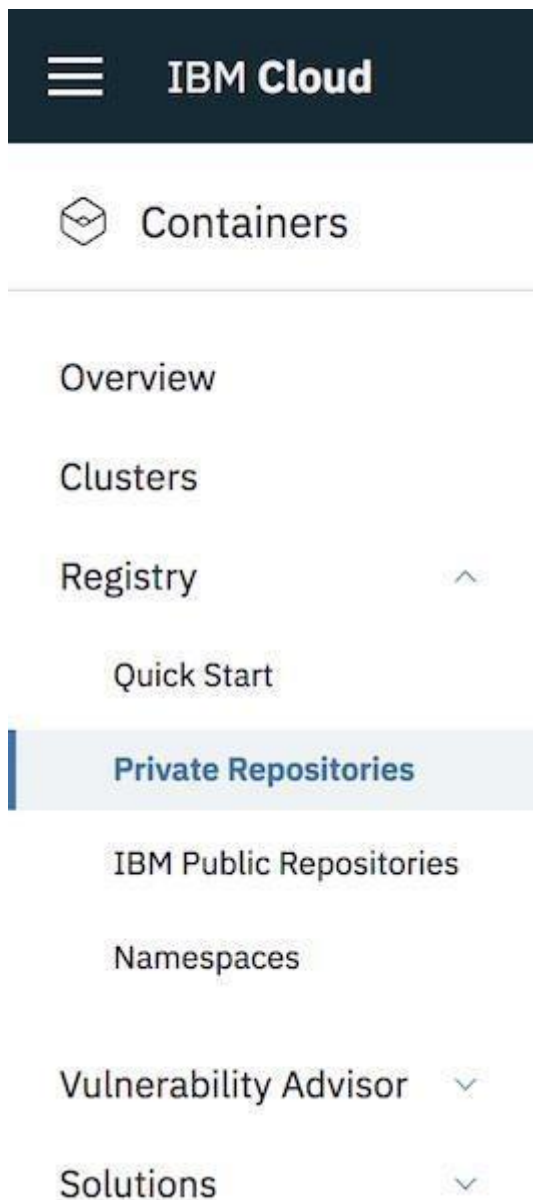 IBM Cloud
Containers
Overview
Clusters
Registry
Quick Start
Private Repositories
IBM Public Repositories
Namespaces
Vulnerability Advisor
Solutions